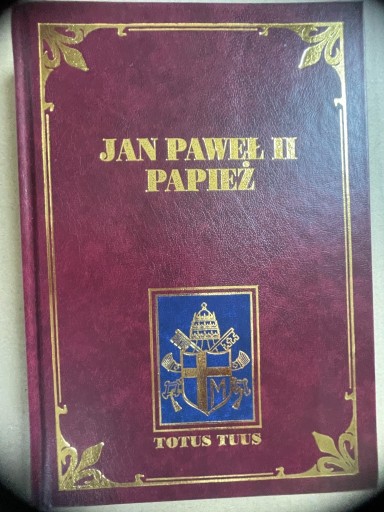 JAN PAWEŁ II
PAPIEŻ
M
TOTUS TUUS